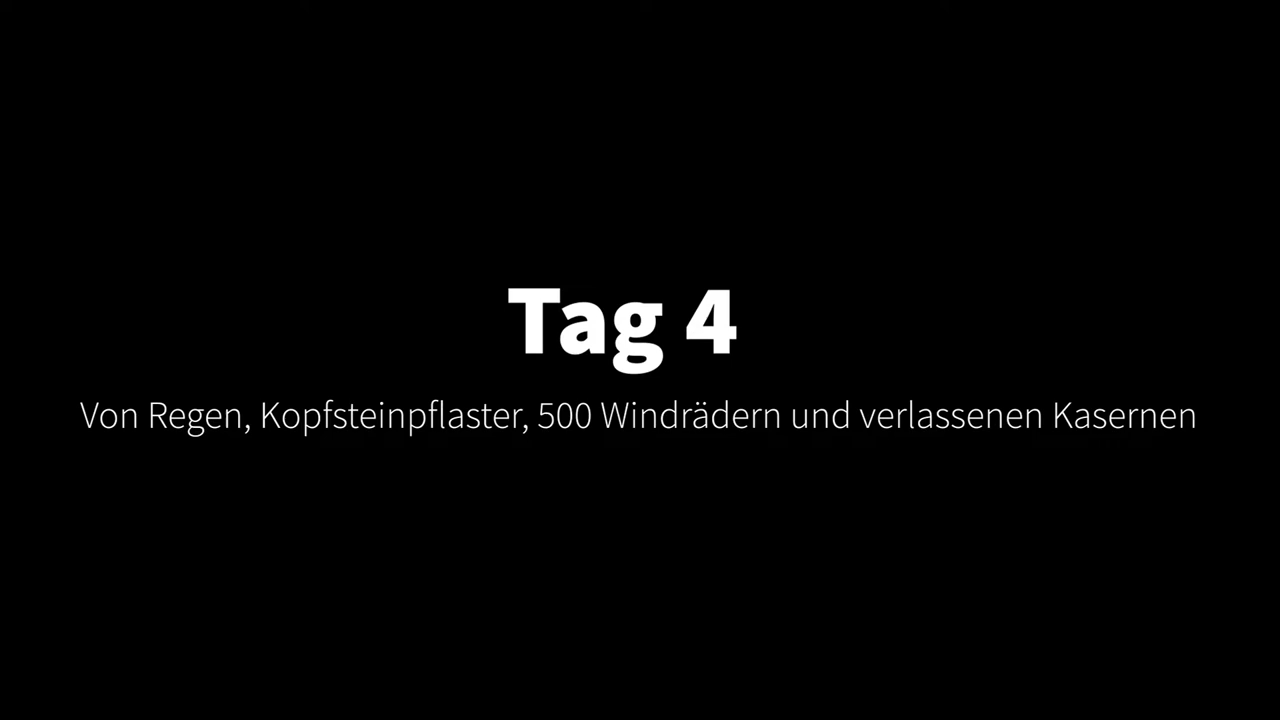 Tag 4
Von Regen, Kopfsteinpflaster, 500 Windrädern und verlassenen Kasernen